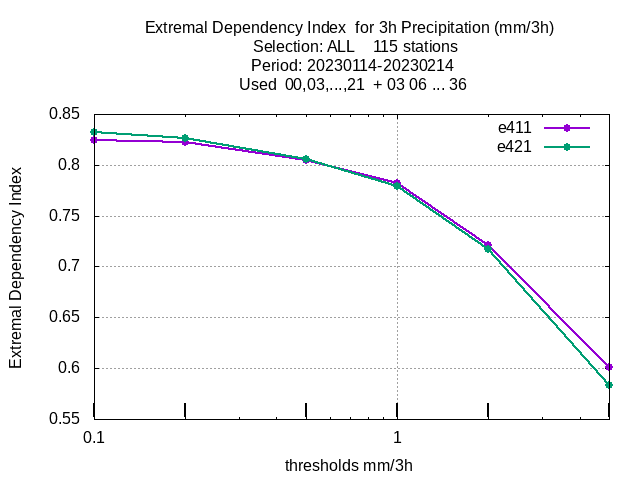 Extremal Dependency Index  for 3h Precipitation (mm/3h)
Selection: ALL    115 stations
Period: 20230114-20230214
Used  00,03,...,21  + 03 06 ... 36
e411
e421
0.85
0.8
0.75
0.7
0.65
0.6
0.55
Extremal Dependency Index
0.1
1
thresholds mm/3h